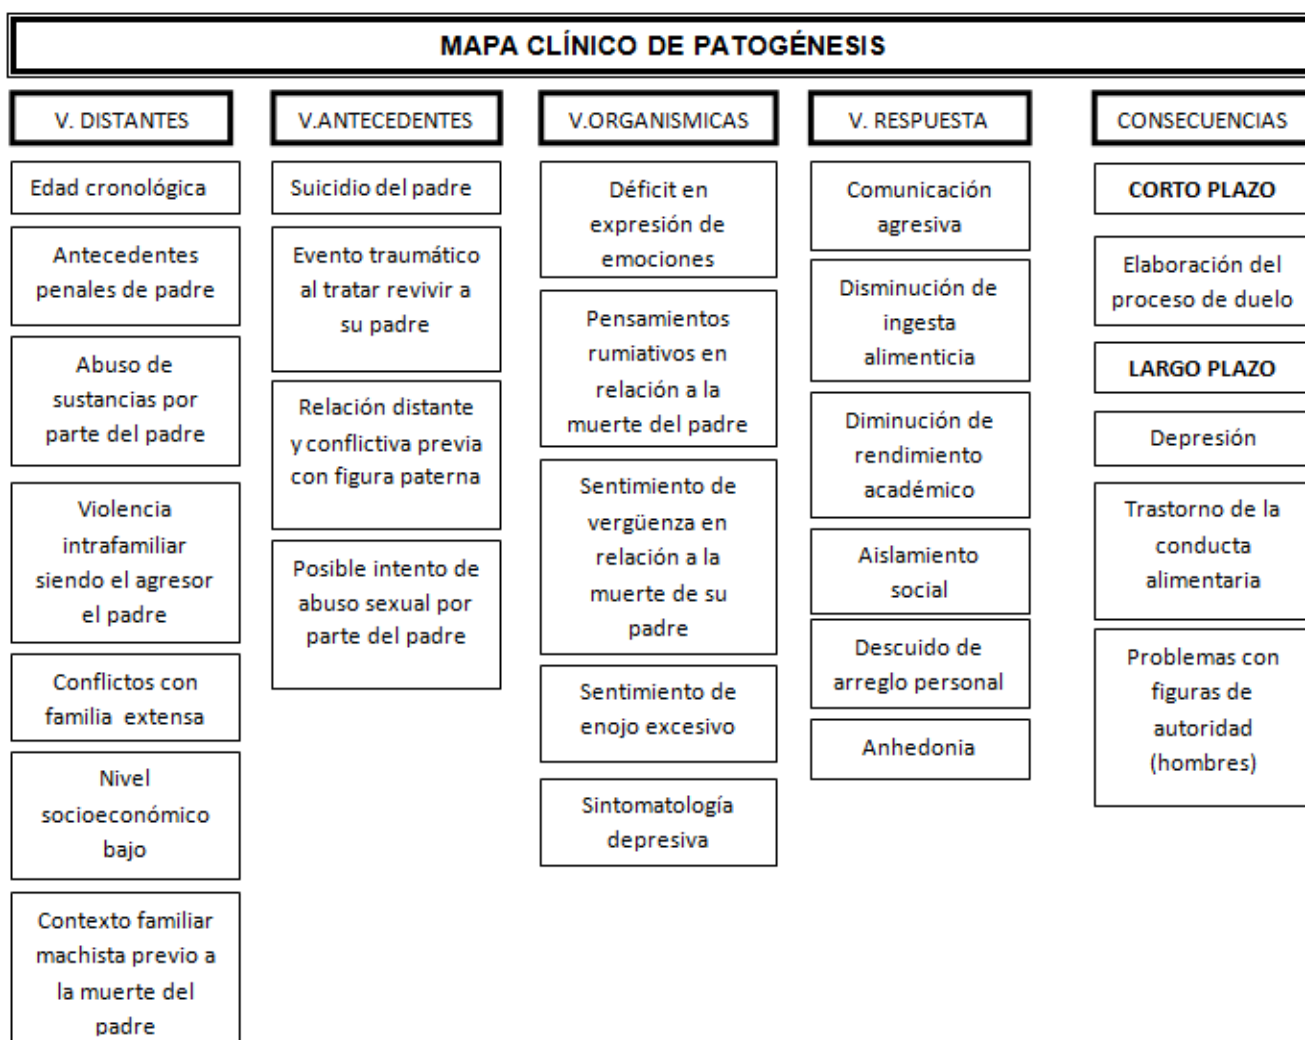 MAPA CLÍNICO DE PATOGÉNESIS
V. DISTANTES
Edad cronológica
Antecedentes
penales de padre
Abuso de
sustancias por
parte del padre
Violencia
intrafamiliar
siendo el agresor
el padre
Conflictos con
familia extensa
Nivel
socioeconómico
bajo
Contexto familiar
machista previo a
la muerte del
padre
V.ANTECEDENTES
Suicidio del padre
Evento traumático
al tratar revivir a
su padre
Relación distante
y conflictiva previa
con figura paterna
Posible intento de
abuso sexual por
parte del padre
V.ORGANISMICAS
Déficit en
expresión de
emociones
Pensamientos
rumiativos en
relación a la
muerte del padre
Sentimiento de
vergüenza en
relación a la
muerte de su
padre
Sentimiento de
enojo excesivo
Sintomatología
depresiva
V. RESPUESTA
Comunicación
agresiva
Disminución de
ingesta
alimenticia
Diminución de
rendimiento
académico
Aislamiento
social
Descuido de
arreglo personal
Anhedonia
CONSECUENCIAS
CORTO PLAZO
Elaboración del
proceso de duelo
LARGO PLAZO
Depresión
Trastorno de la
conducta
alimentaria
Problemas con
figuras de
autoridad
(hombres)